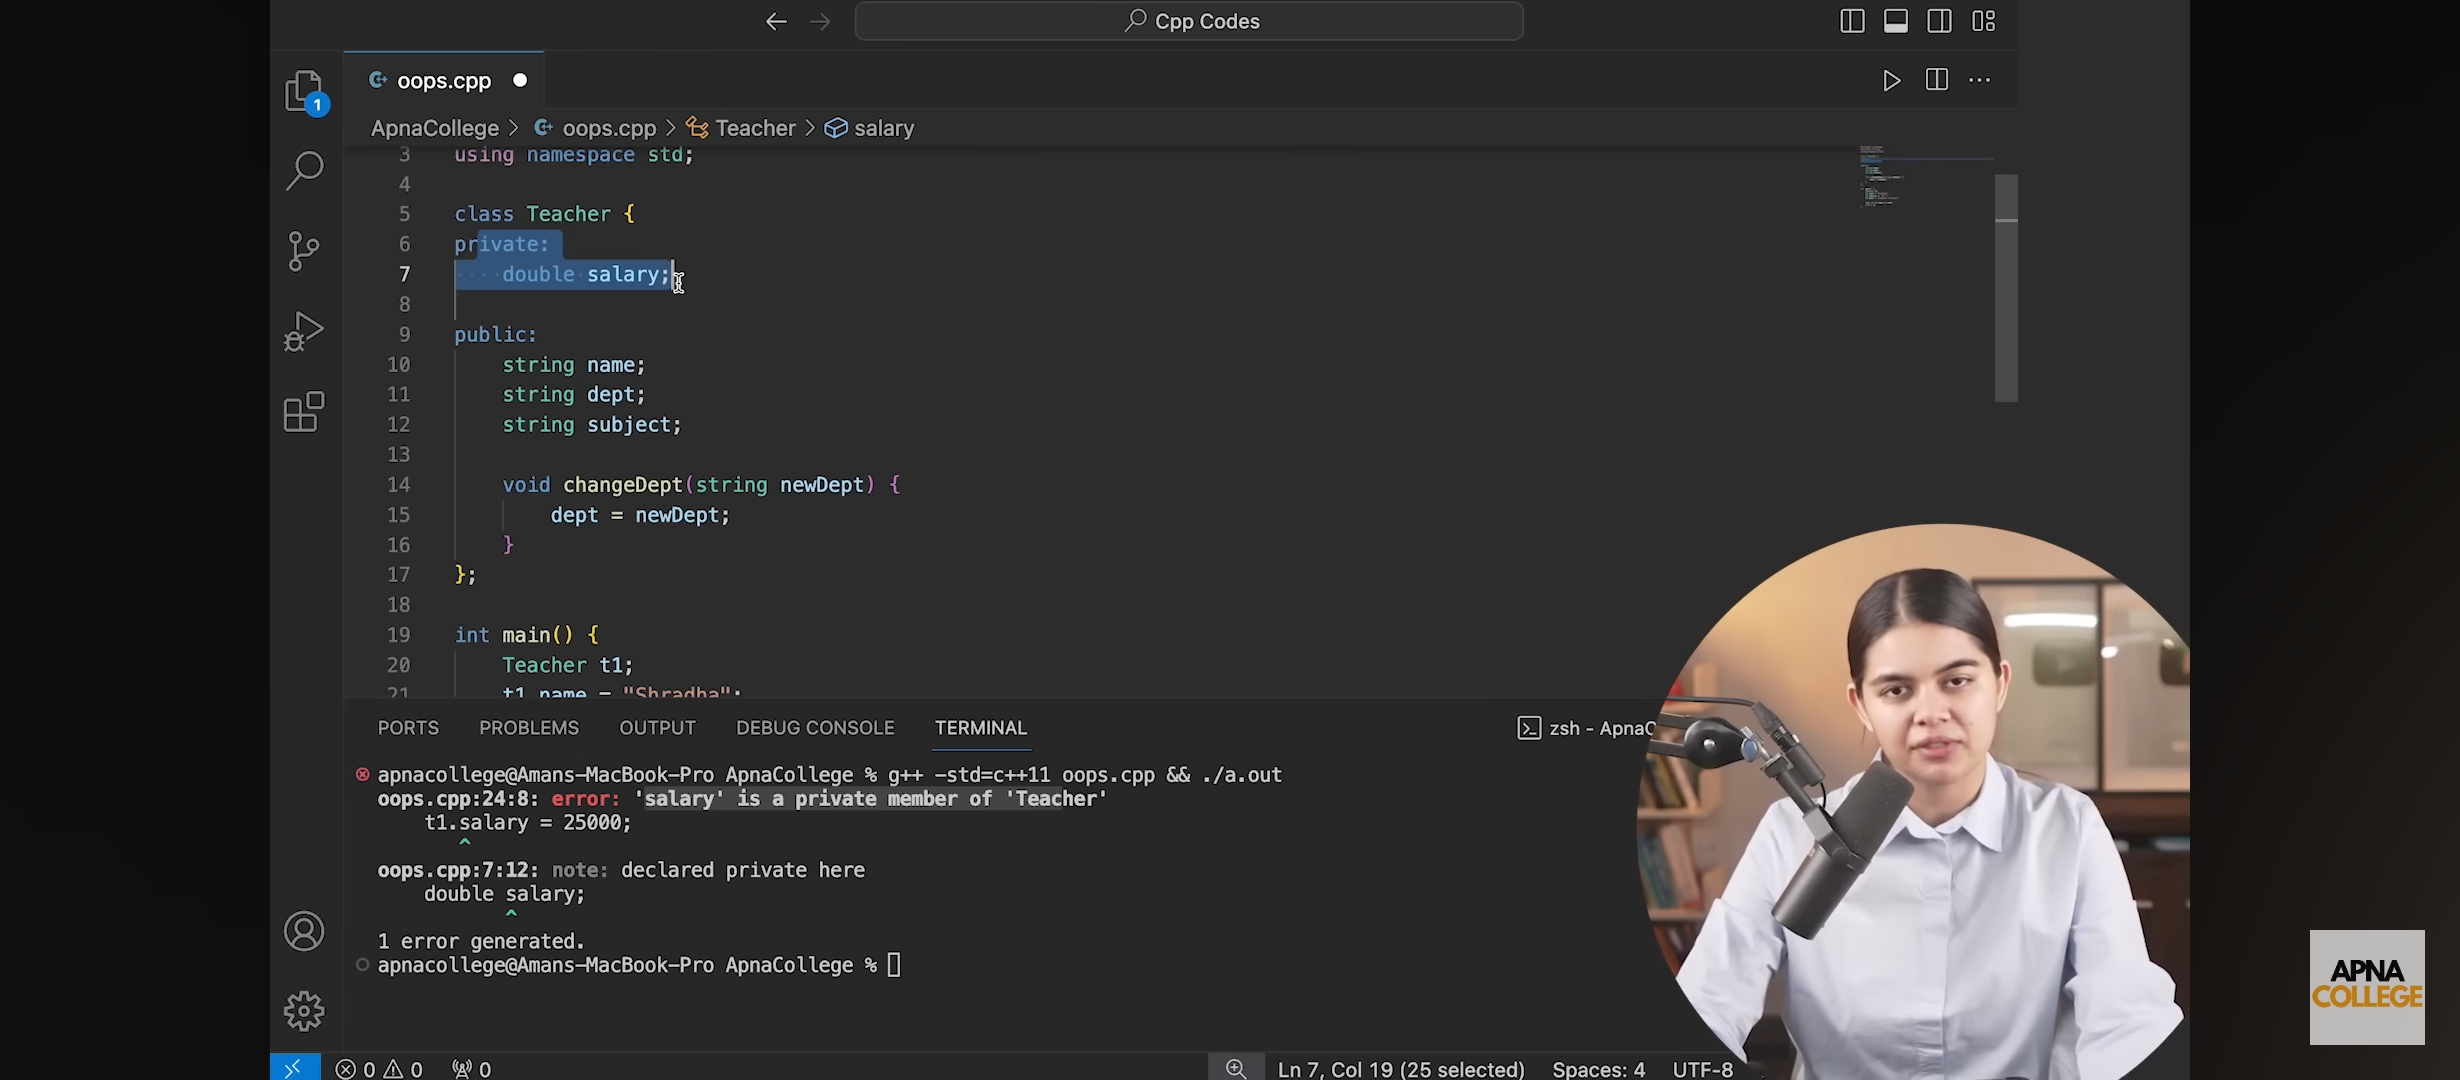 Cpp Codes
1
oops.cpp
ApnaCollege > oops.cpp > Teacher > salary
3 using namespace std;
4
5 class Teacher {
6 private:
7 double salary;
8
9 public:
10 string name;
11 string dept;
12 string subject;
13
14 void changeDept(string newDept) {
15 dept = newDept;
16 }
17 };
18
19 int main() {
20 Teacher t1;
21 t1.name = "Shradha";
PORTS PROBLEMS OUTPUT DEBUG CONSOLE TERMINAL zsh - ApnaC
apnacollege@Amans-MacBook-Pro ApnaCollege % g++ -std=c++11 oops.cpp && ./a.out
oops.cpp:24:8: error: 'salary' is a private member of 'Teacher'
t1.salary = 25000;
^
oops.cpp:7:12: note: declared private here
double salary;
^
1 error generated.
apnacollege@Amans-MacBook-Pro ApnaCollege %
APNA
COLLEGE
0 0 0 Ln 7, Col 19 (25 selected) Spaces: 4 UTF-8